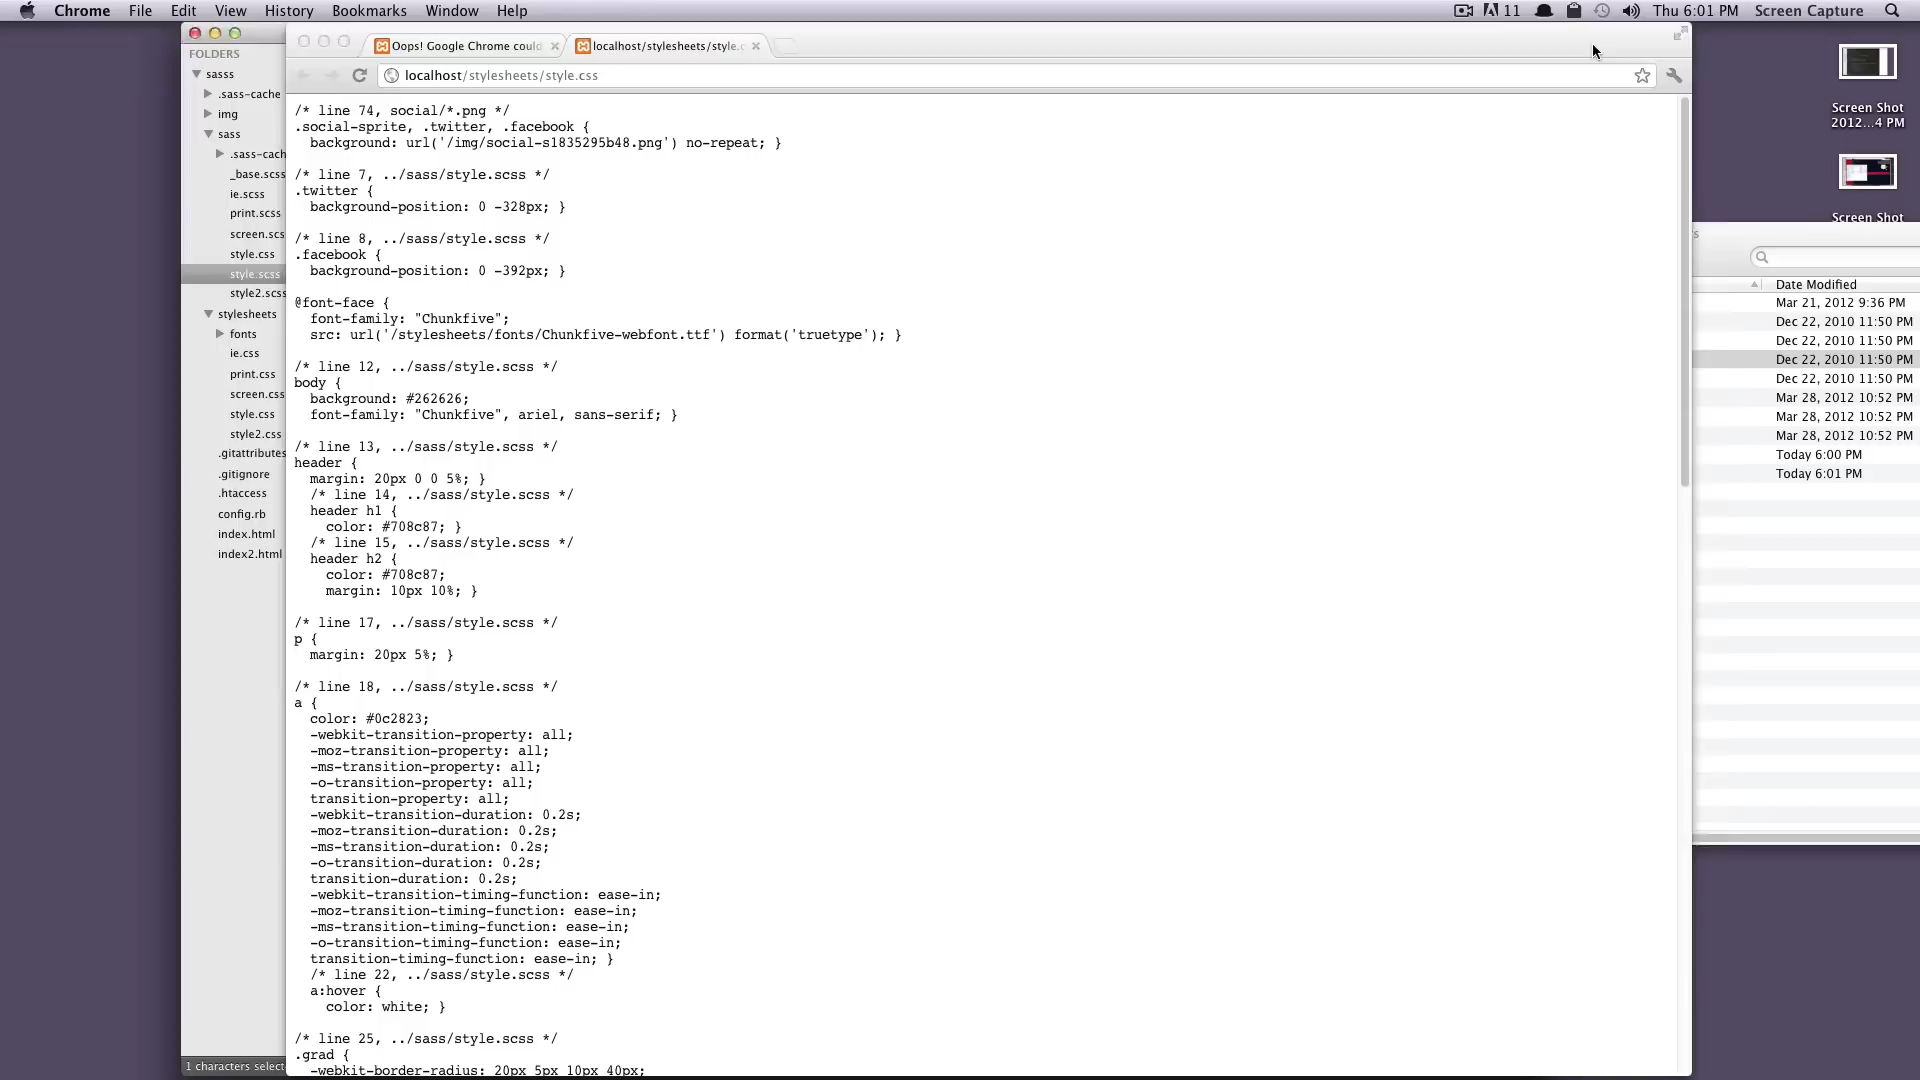 Chrome File Edit View History Bookmarks Window Help 11 Thu 6:01 PM Screen Capture
FOLDERS
sasss
.sass-cache
img
sass
.sass-cach
_base.scss
ie.scss
print.scss
screen.scs
style.css
style.scss
style2.scss
stylesheets
fonts
ie.css
print.css
screen.css
style.css
style2.css
.gitattributes
.gitignore
.htaccess
config.rb
index.html
index2.html
1 characters select
Oops! Google Chrome could
localhost/stylesheets/style.c
localhost/stylesheets/style.css
/* line 74, social/*.png */
.social-sprite, .twitter, .facebook {
background: url('/img/social-s1835295b48.png') no-repeat; }
/* line 7, ../sass/style.scss */
.twitter {
background-position: 0 -328px; }
/* line 8, ../sass/style.scss */
.facebook {
background-position: 0 -392px; }
@font-face {
font-family: "Chunkfive";
src: url('/stylesheets/fonts/Chunkfive-webfont.ttf') format('truetype'); }
/* line 12, ../sass/style.scss */
body {
background: #262626;
font-family: "Chunkfive", ariel, sans-serif; }
/* line 13, ../sass/style.scss */
header {
margin: 20px 0 0 5%; }
/* line 14, ../sass/style.scss */
header h1 {
color: #708c87; }
/* line 15, ../sass/style.scss */
header h2 {
color: #708c87;
margin: 10px 10%; }
/* line 17, ../sass/style.scss */
p {
margin: 20px 5%; }
/* line 18, ../sass/style.scss */
a {
color: #0c2823;
-webkit-transition-property: all;
-moz-transition-property: all;
-ms-transition-property: all;
-o-transition-property: all;
transition-property: all;
-webkit-transition-duration: 0.2s;
-moz-transition-duration: 0.2s;
-ms-transition-duration: 0.2s;
-o-transition-duration: 0.2s;
transition-duration: 0.2s;
-webkit-transition-timing-function: ease-in;
-moz-transition-timing-function: ease-in;
-ms-transition-timing-function: ease-in;
-o-transition-timing-function: ease-in;
transition-timing-function: ease-in; }
/* line 22, ../sass/style.scss */
a:hover {
color: white; }
/* line 25, ../sass/style.scss */
.grad {
-webkit-border-radius: 20px 5px 10px 40px;
Screen Shot
2012...4 PM
Screen Shot
s
Date Modified
Mar 21, 2012 9:36 PM
Dec 22, 2010 11:50 PM
Dec 22, 2010 11:50 PM
Dec 22, 2010 11:50 PM
Dec 22, 2010 11:50 PM
Mar 28, 2012 10:52 PM
Mar 28, 2012 10:52 PM
Mar 28, 2012 10:52 PM
Today 6:00 PM
Today 6:01 PM